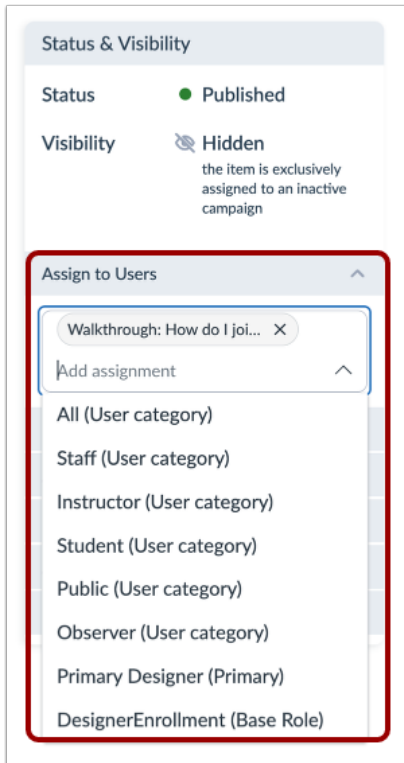 Status & Visibility
Status
Published
Visibility
Hidden
the item is exclusively
assigned to an inactive
campaign
Assign to Users
Walkthrough: How do I joi...
Add assignment
All (User category)
Staff (User category)
Instructor (User category)
Student (User category)
Public (User category)
Observer (User category)
Primary Designer (Primary)
DesignerEnrollment (Base Role)